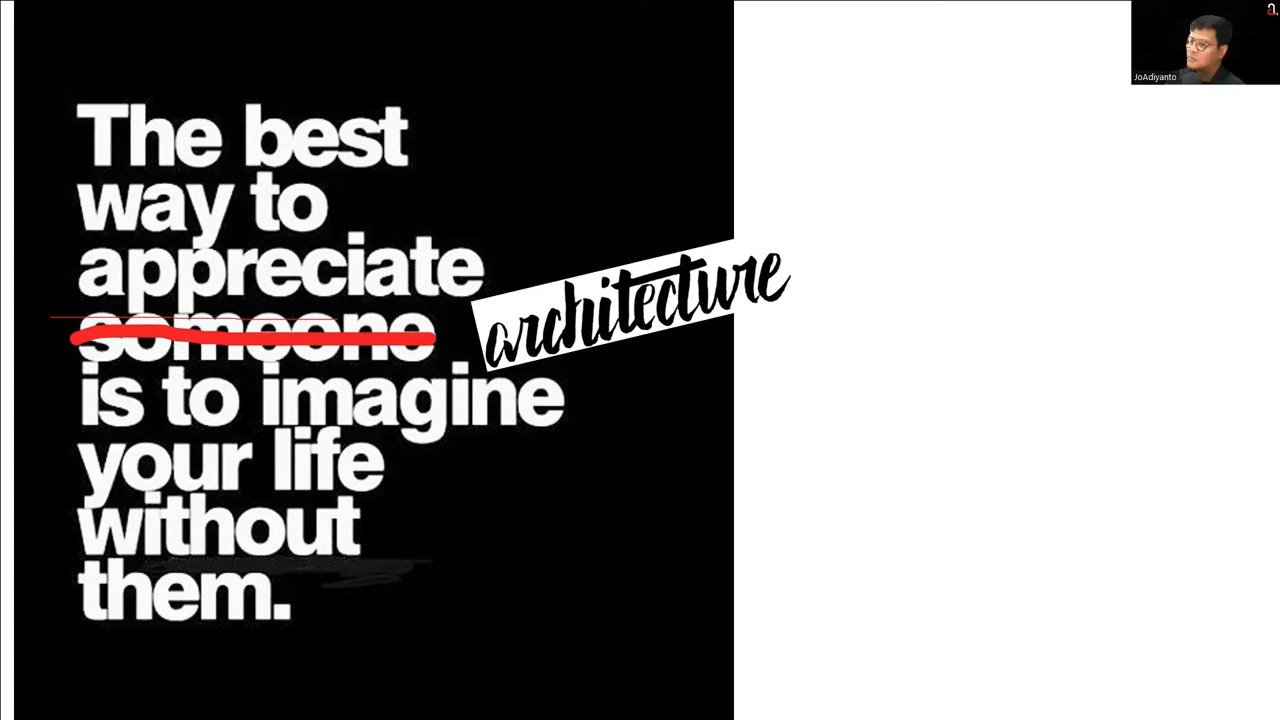 The best
way to
appreciate
someone
architecture
is to imagine
your life
without
them.
JoAdiyanto
a.